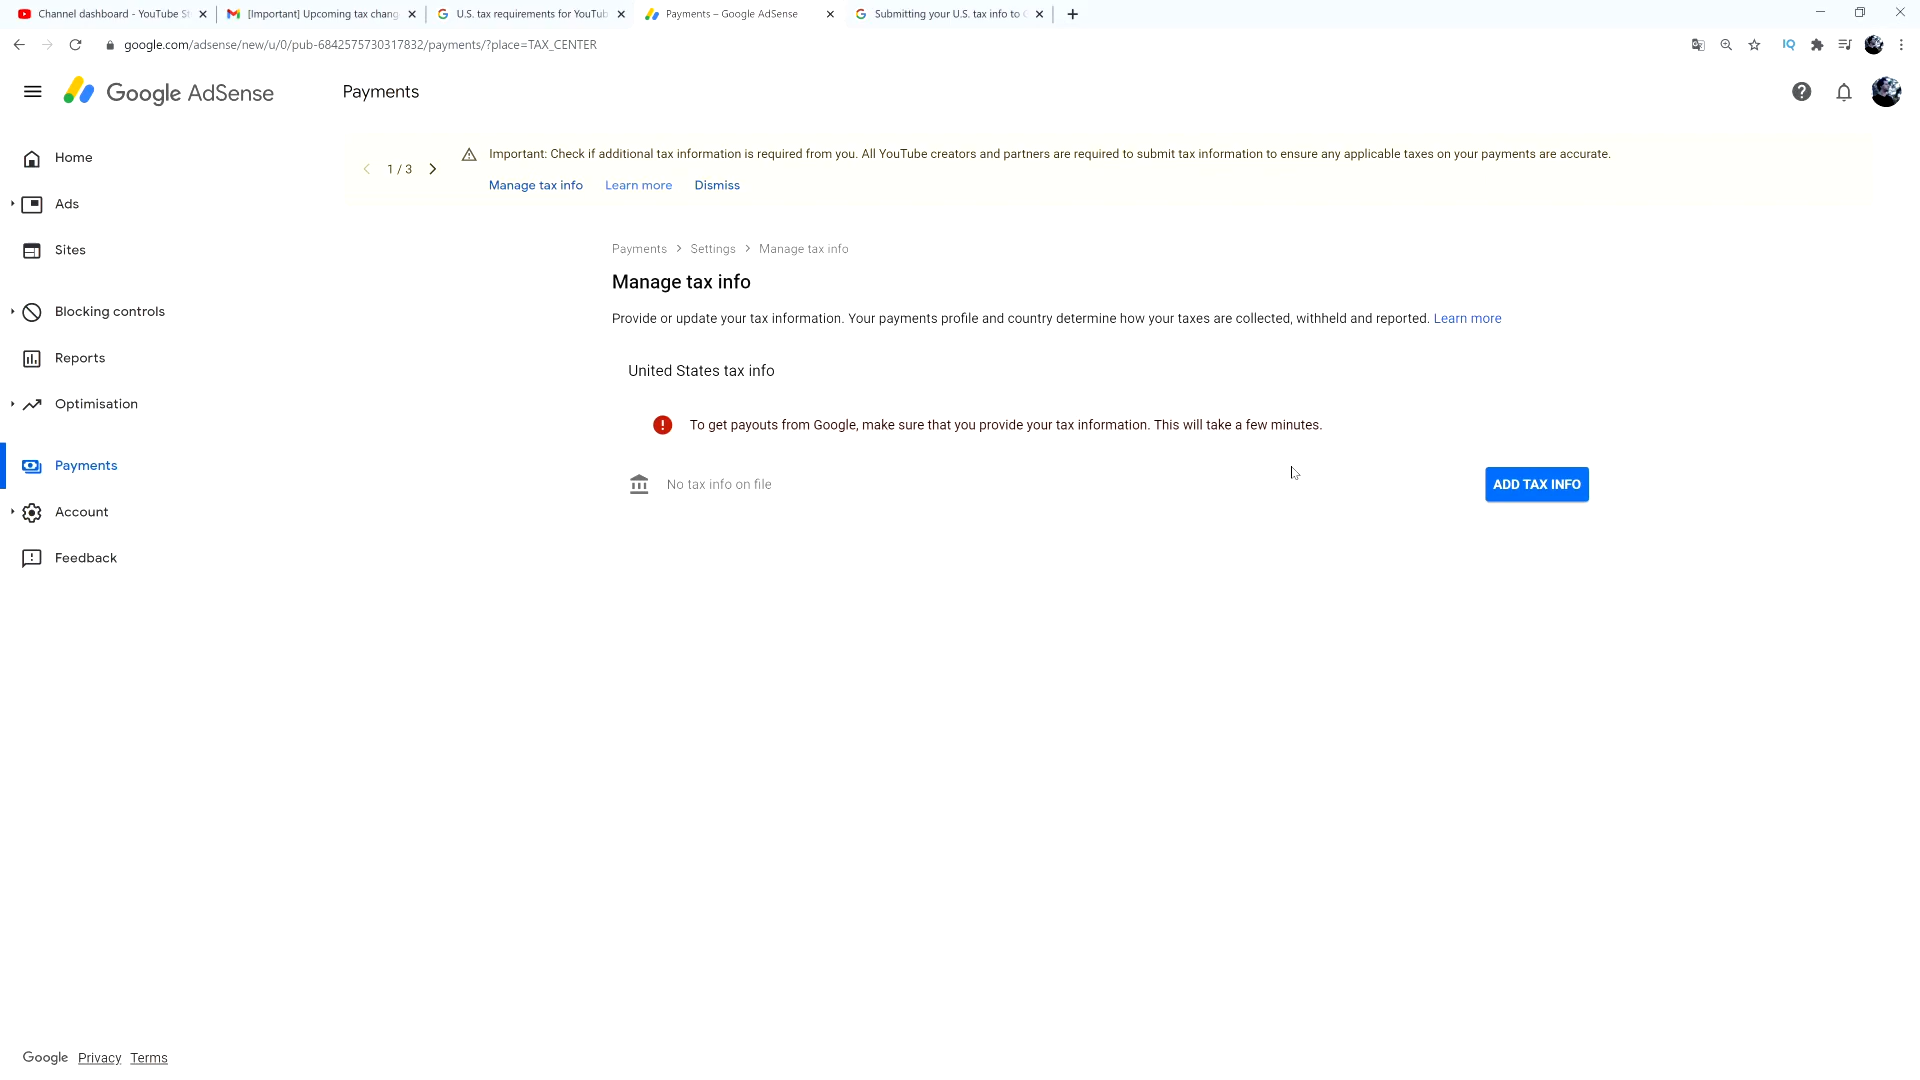 Channel dashboard - YouTube St
[Important] Upcoming tax chang
U.S. tax requirements for YouTub
Payments – Google AdSense
Submitting your U.S. tax info to
google.com/adsense/new/u/0/pub-6842575730317832/payments/?place=TAX_CENTER
IQ
Google AdSense
Payments
Home
Ads
Sites
Blocking controls
Reports
Optimisation
Payments
Account
Feedback
1 / 3
Important: Check if additional tax information is required from you. All YouTube creators and partners are required to submit tax information to ensure any applicable taxes on your payments are accurate.
Manage tax info Learn more Dismiss
Payments > Settings > Manage tax info
Manage tax info
Provide or update your tax information. Your payments profile and country determine how your taxes are collected, withheld and reported. Learn more
United States tax info
To get payouts from Google, make sure that you provide your tax information. This will take a few minutes.
No tax info on file
ADD TAX INFO
Google Privacy Terms